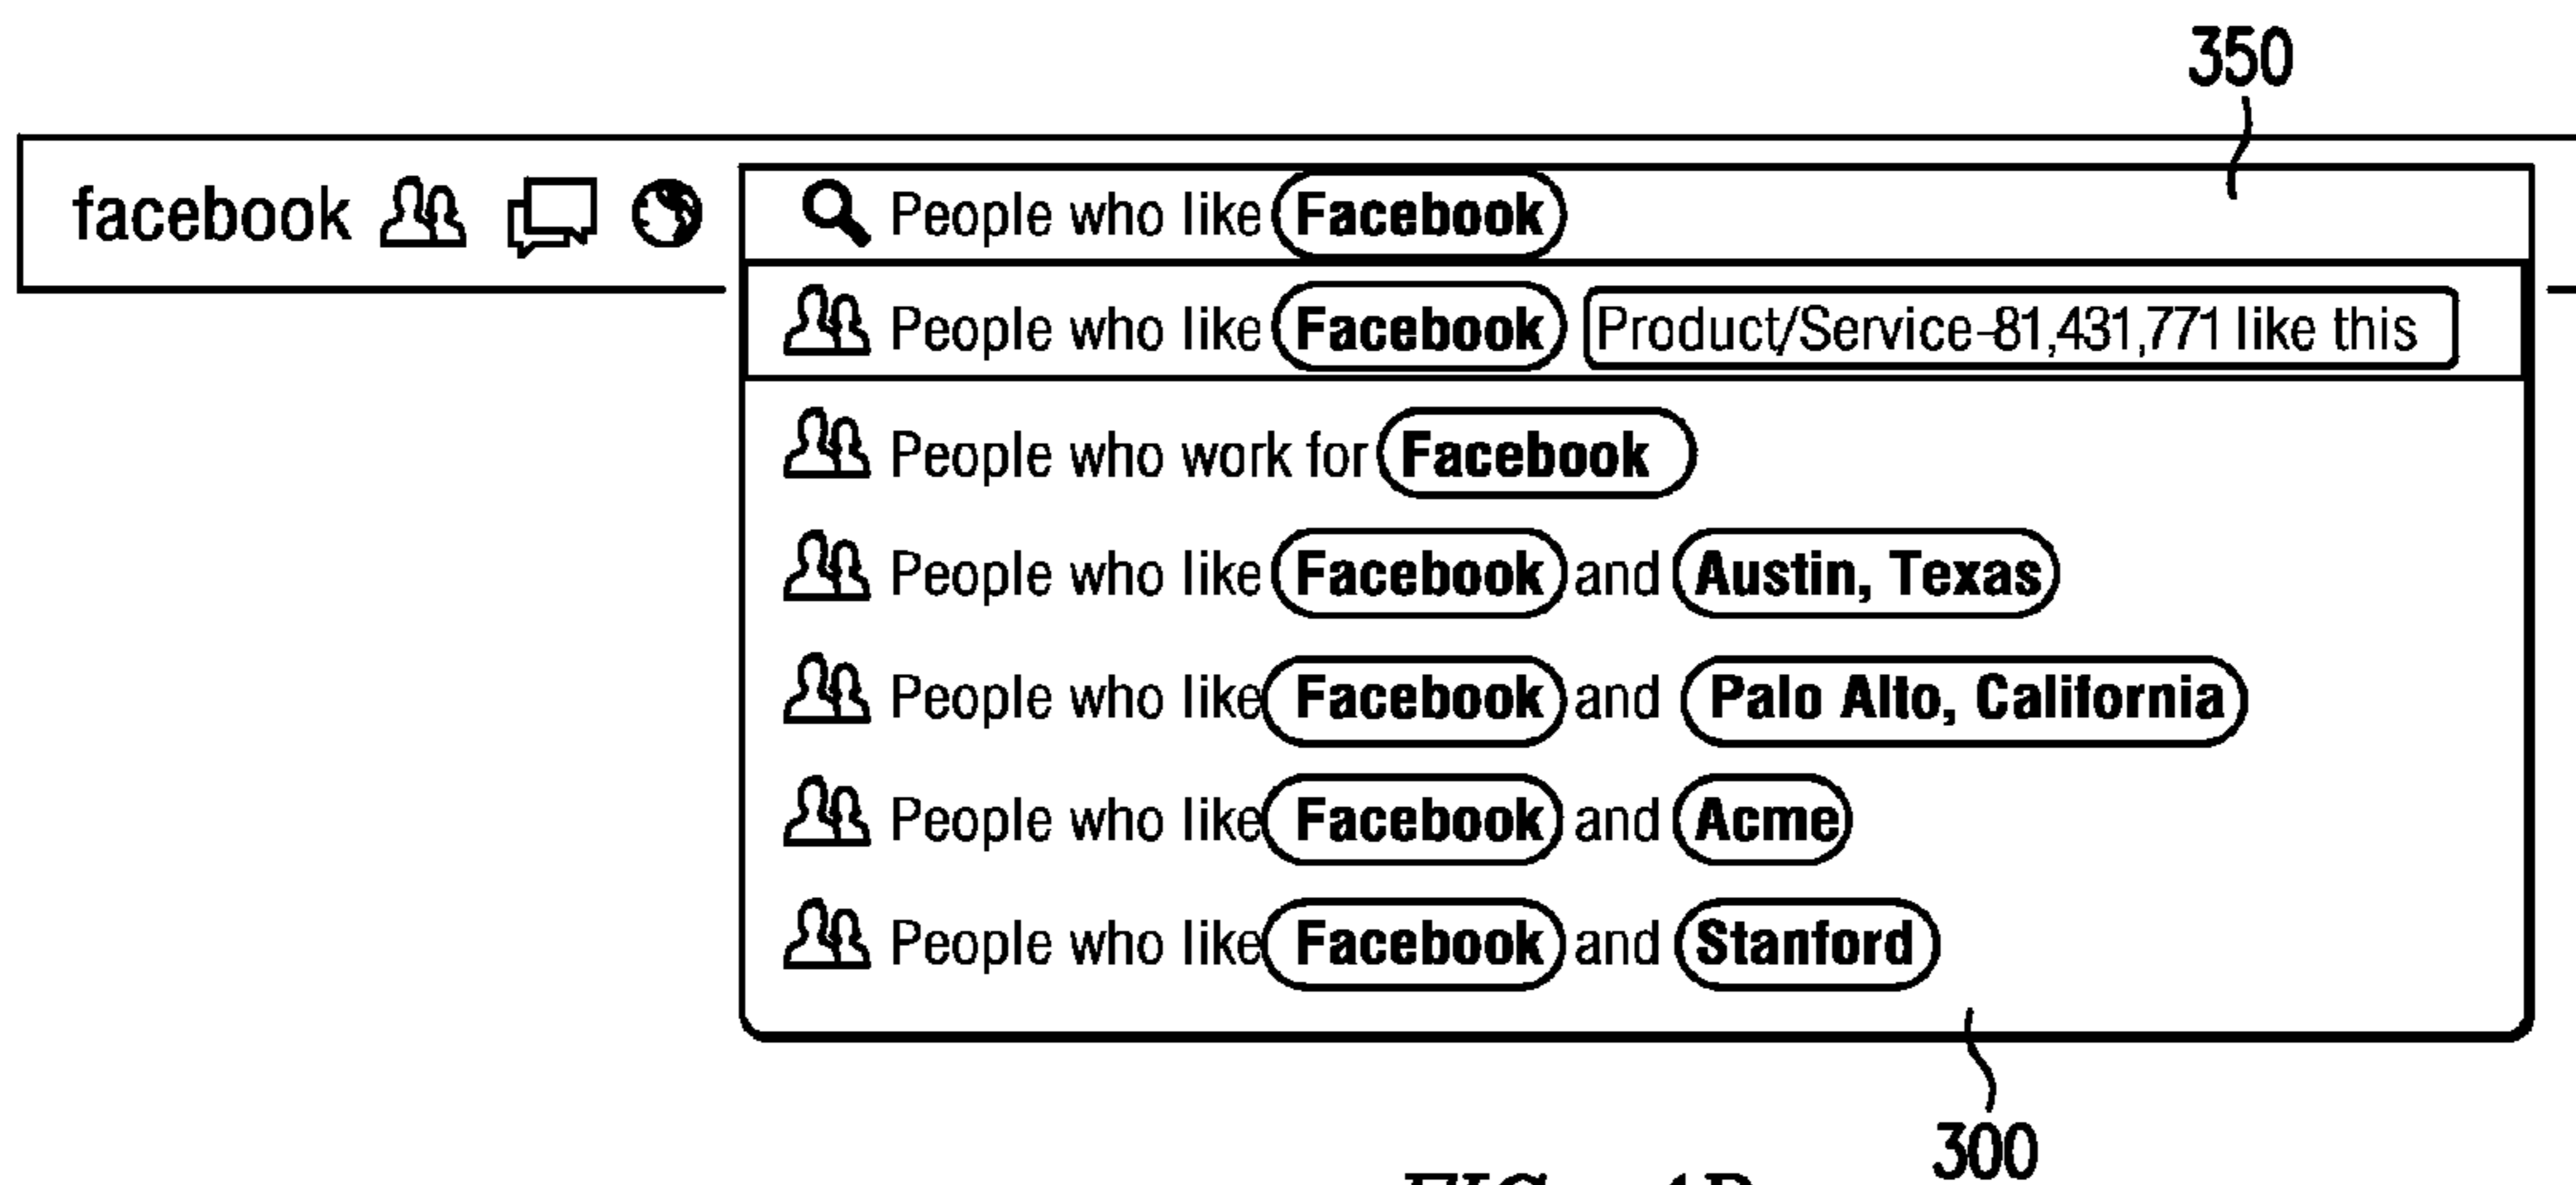 350
facebook People who like Facebook
People who like Facebook Product/Service-81,431,771 like this
People who work for Facebook
People who like Facebook and Austin, Texas
People who like Facebook and Palo Alto, California
People who like Facebook and Acme
People who like Facebook and Stanford
300